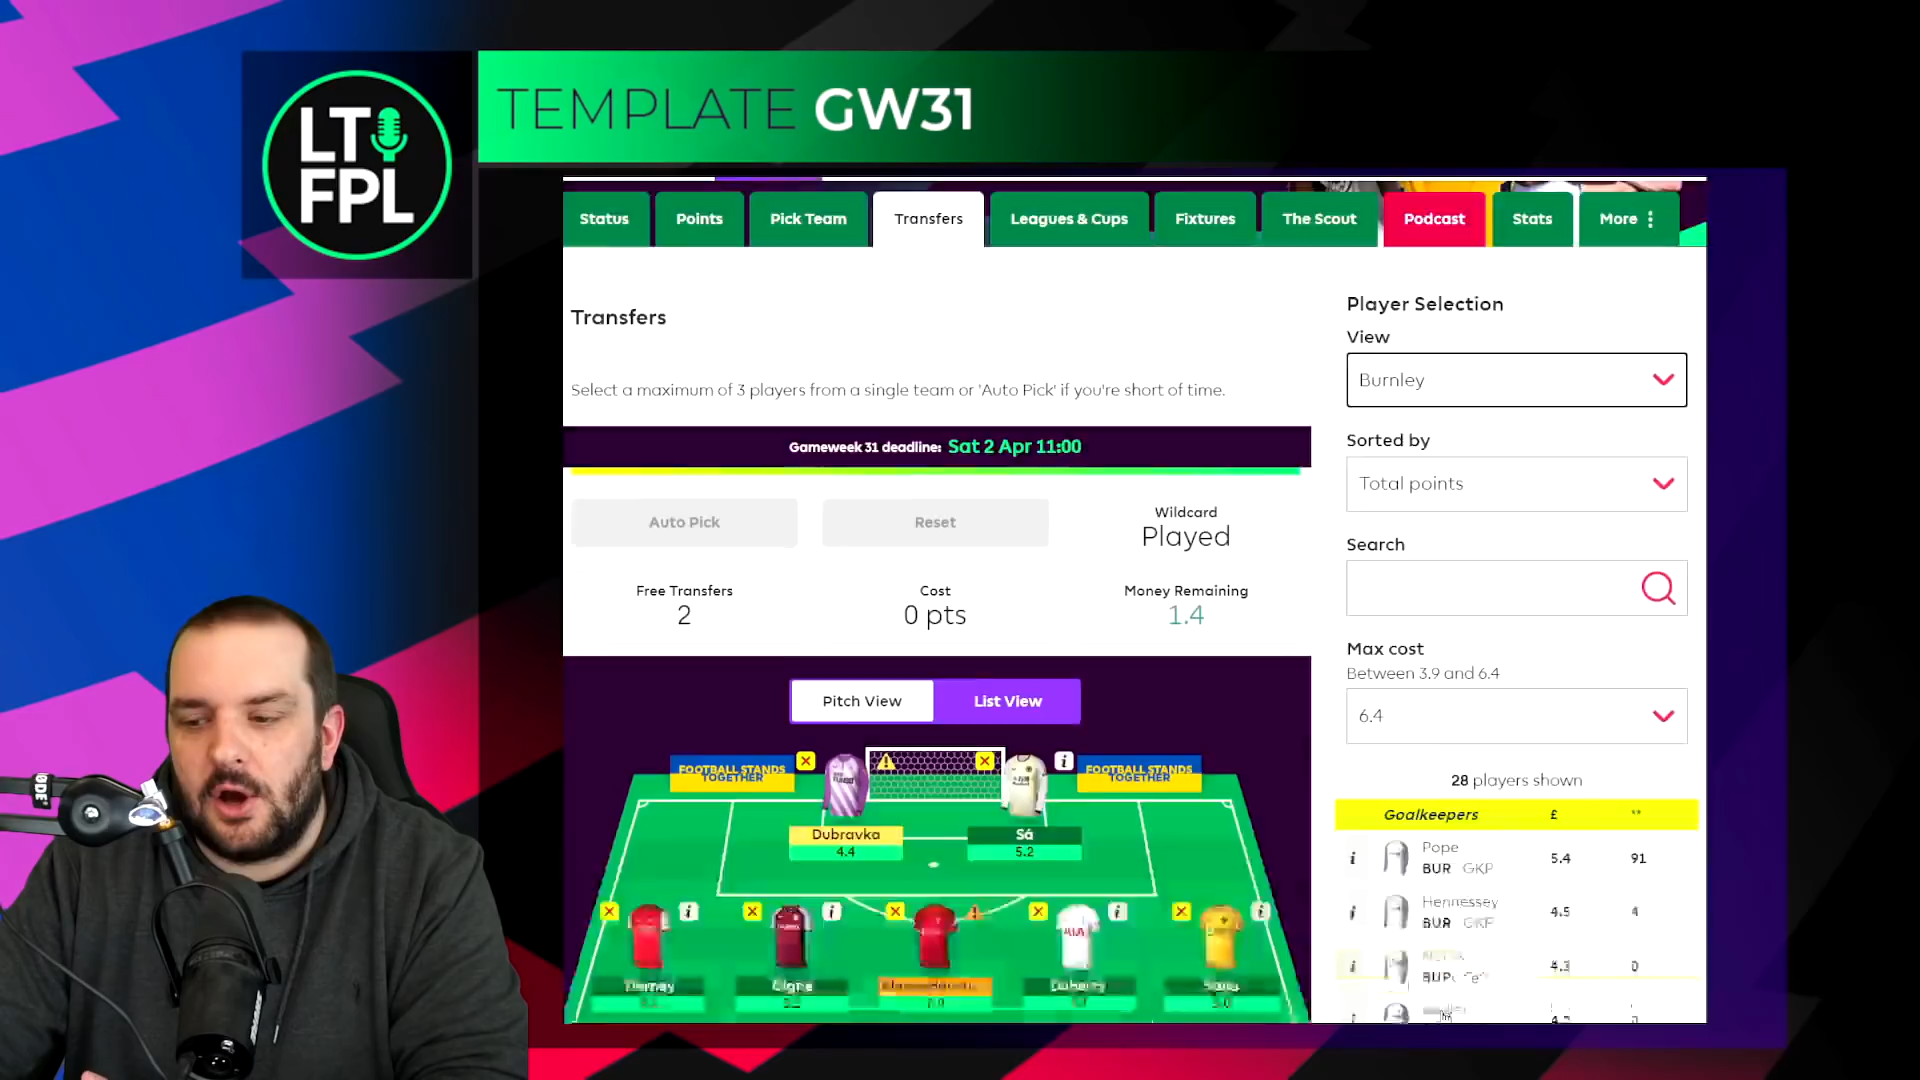 LT
FPL
TEMPLATE GW31
Status
Points
Pick Team
Transfers
Leagues & Cups
Fixtures
The Scout
Podcast
Stats
More
Transfers
Select a maximum of 3 players from a single team or 'Auto Pick' if you're short of time.
Gameweek 31 deadline: Sat 2 Apr 11:00
Auto Pick
Reset
Wildcard
Played
Free Transfers
2
Cost
0 pts
Money Remaining
1.4
Pitch View
List View
FOOTBALL STANDS
TOGETHER
FOOTBALL STANDS
TOGETHER
Dubravka
4.4
Sá
5.2
Tierney
Digne
Doherty
Player Selection
View
Burnley
Sorted by
Total points
Search
Max cost
Between 3.9 and 6.4
6.4
28 players shown
Goalkeepers £
Pope
BUR GKP 5.4 91
Hennessey
BUR GKP 4.5 4
BUR